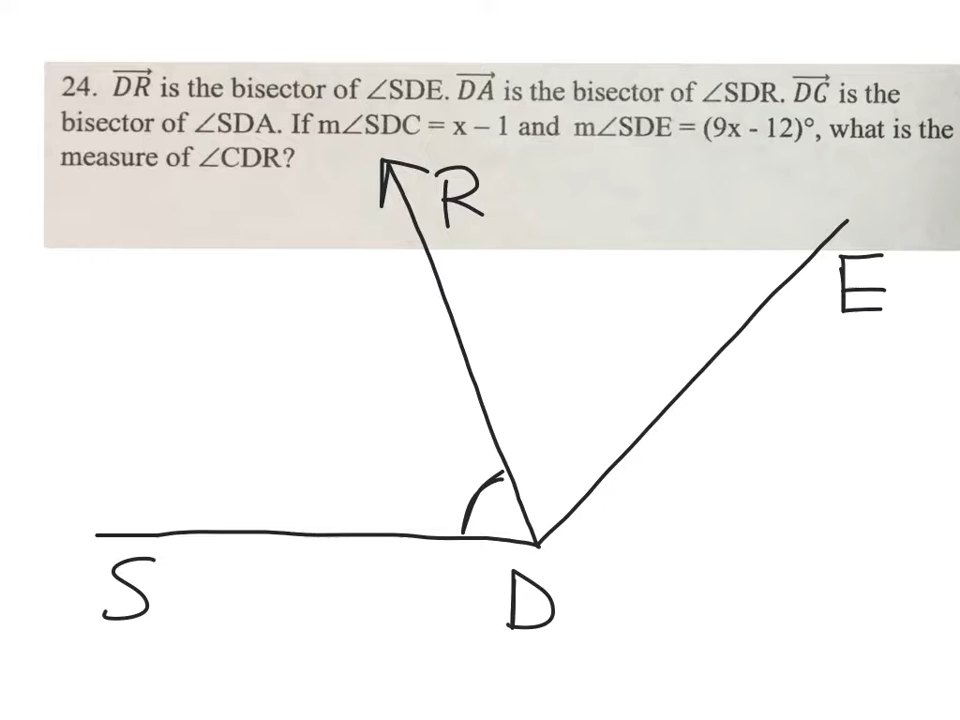 24. DR is the bisector of ∠SDE. DA is the bisector of ∠SDR. DC is the
bisector of ∠SDA. If m∠SDC = x – 1 and m∠SDE = (9x - 12)°, what is the
measure of ∠CDR?
R
E
S
D